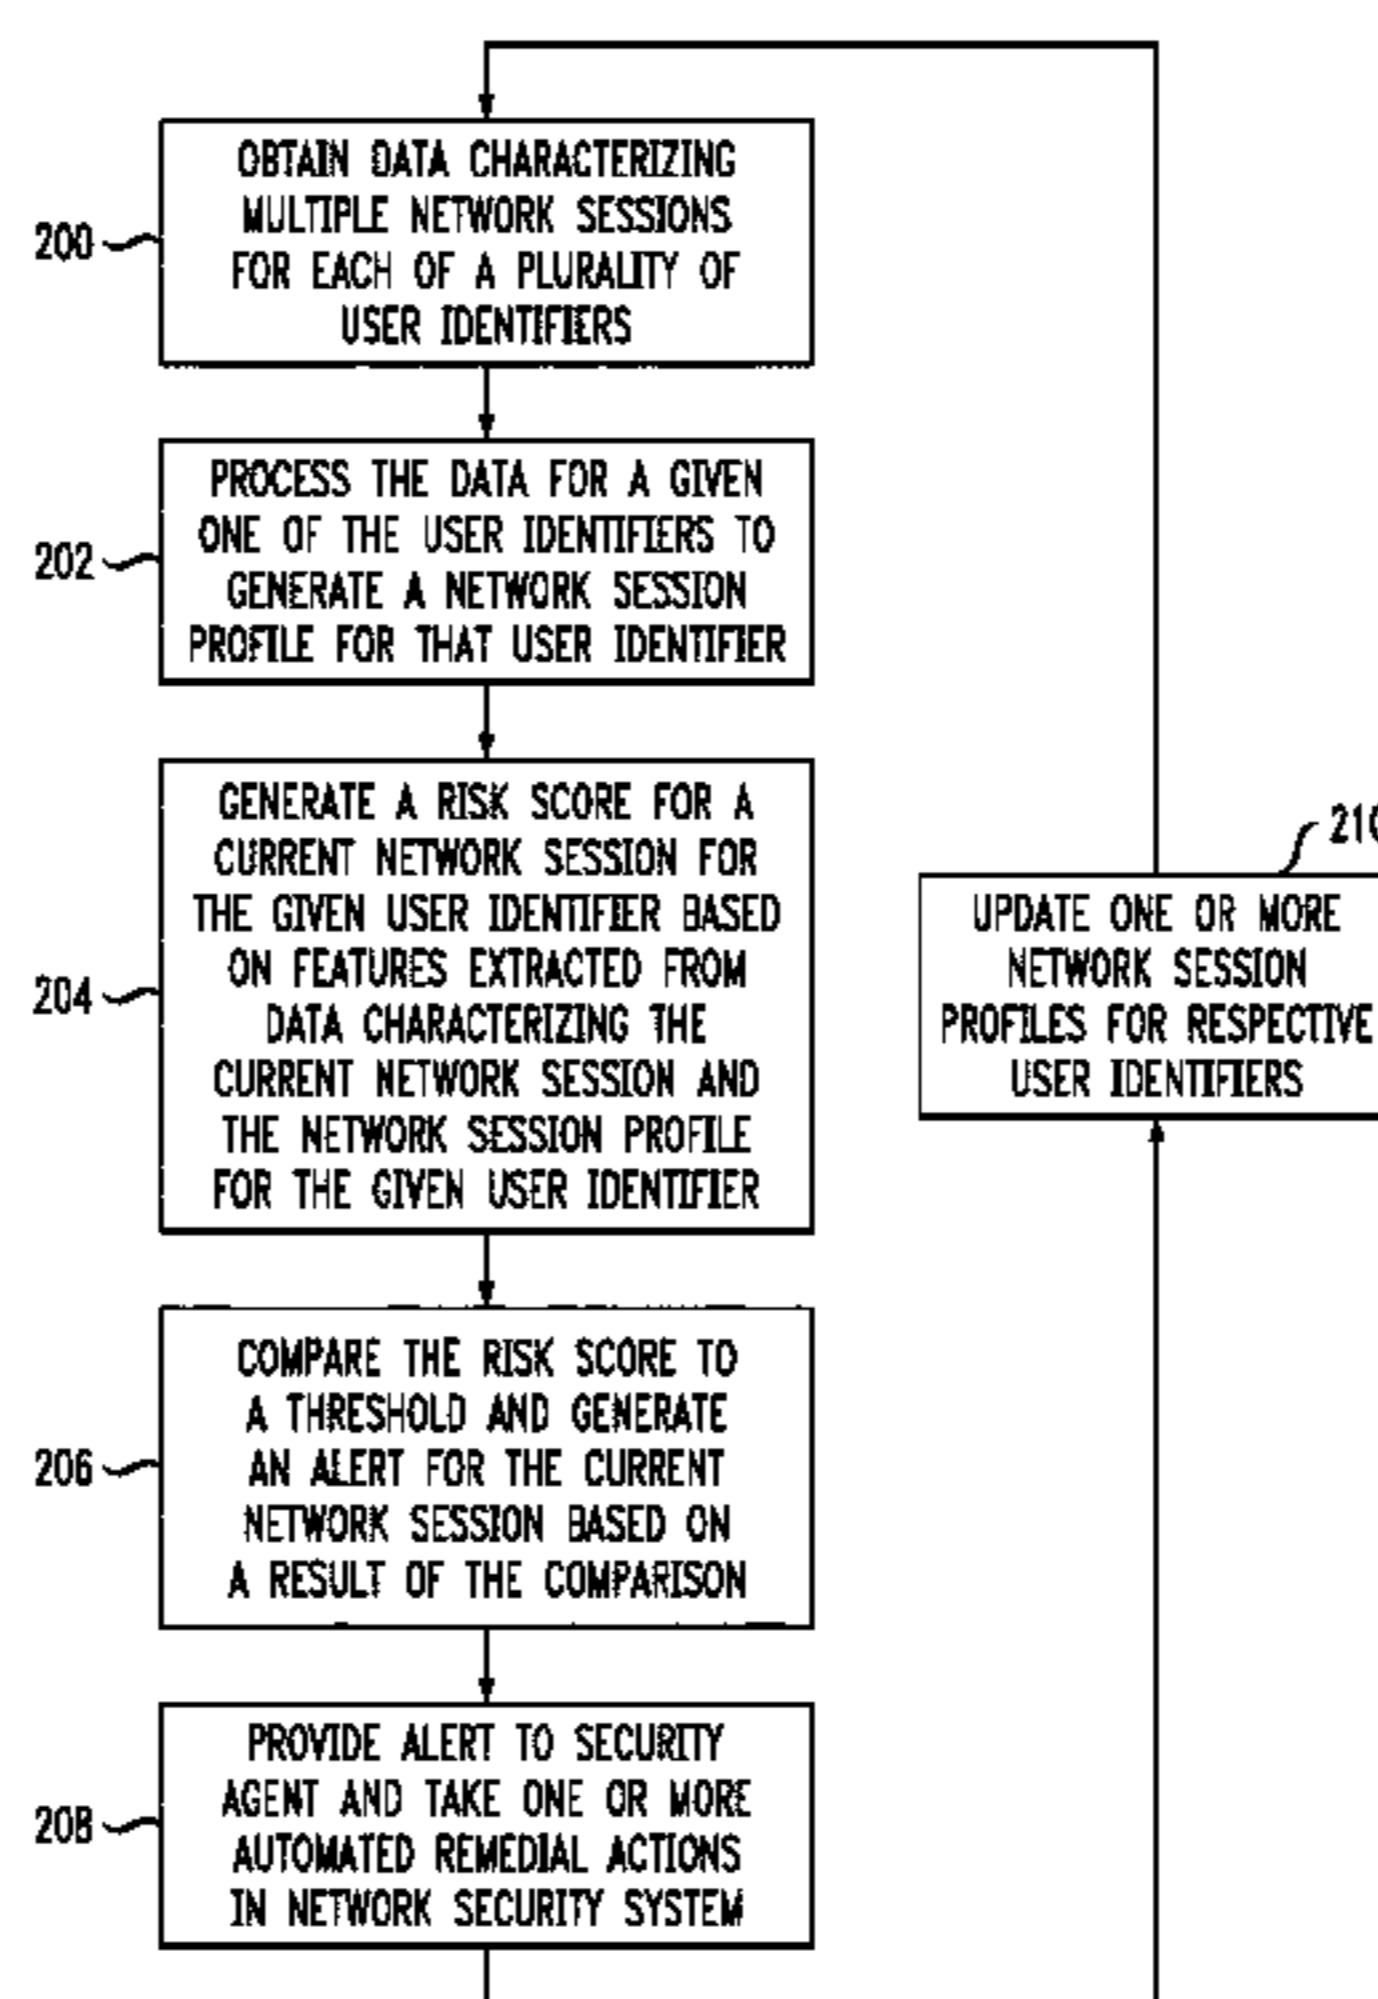 200
OBTAIN DATA CHARACTERIZING
MULTIPLE NETWORK SESSIONS
FOR EACH OF A PLURALITY OF
USER IDENTIFIERS
202
PROCESS THE DATA FOR A GIVEN
ONE OF THE USER IDENTIFIERS TO
GENERATE A NETWORK SESSION
PROFILE FOR THAT USER IDENTIFIER
204
GENERATE A RISK SCORE FOR A
CURRENT NETWORK SESSION FOR
THE GIVEN USER IDENTIFIER BASED
ON FEATURES EXTRACTED FROM
DATA CHARACTERIZING THE
CURRENT NETWORK SESSION AND
THE NETWORK SESSION PROFILE
FOR THE GIVEN USER IDENTIFIER
206
COMPARE THE RISK SCORE TO
A THRESHOLD AND GENERATE
AN ALERT FOR THE CURRENT
NETWORK SESSION BASED ON
A RESULT OF THE COMPARISON
208
PROVIDE ALERT TO SECURITY
AGENT AND TAKE ONE OR MORE
AUTOMATED REMEDIAL ACTIONS
IN NETWORK SECURITY SYSTEM
210
UPDATE ONE OR MORE
NETWORK SESSION
PROFILES FOR RESPECTIVE
USER IDENTIFIERS